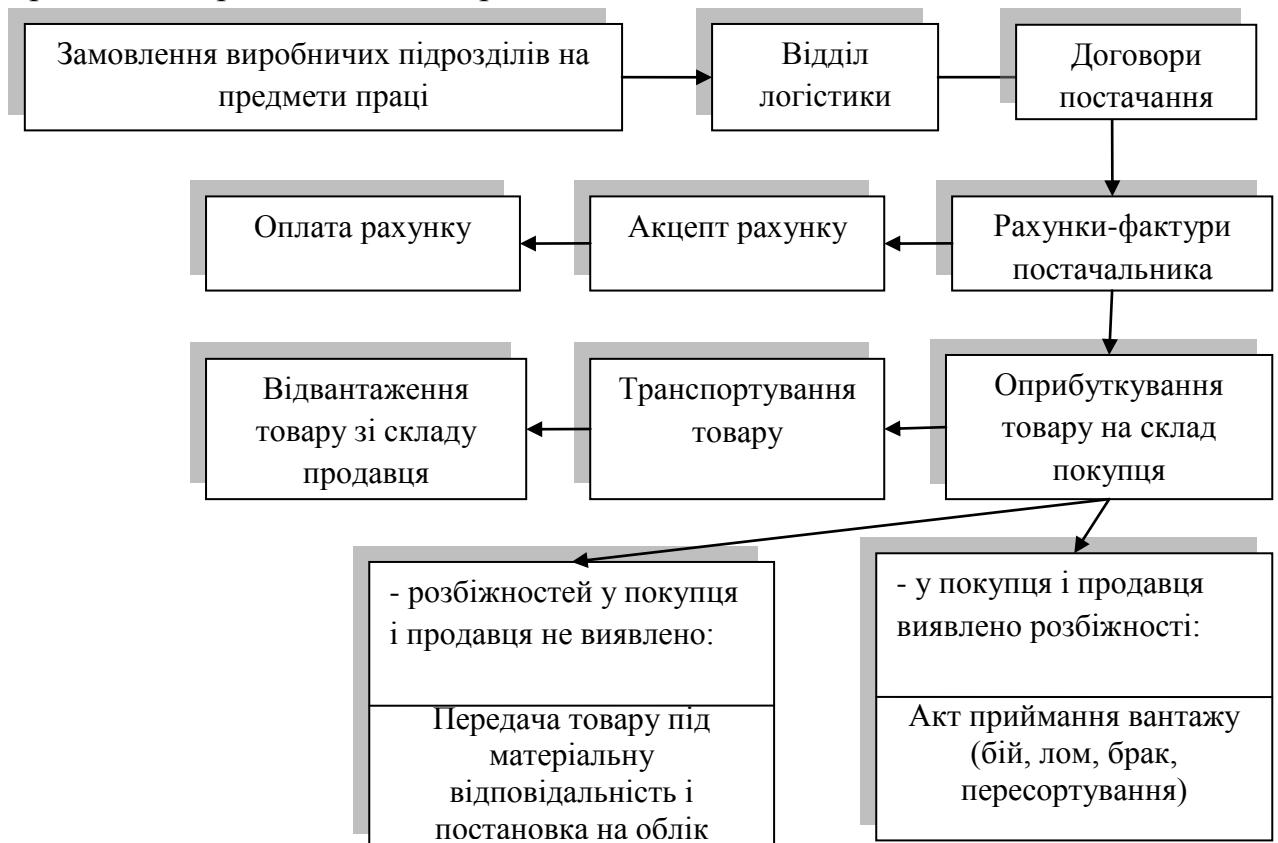 Замовлення виробничих підрозділів на
предмети праці
Відділ
логістики
Договори
постачання
Оплата рахунку
Акцепт рахунку
Рахунки-фактури
постачальника
Відвантаження
товару зі складу
продавця
Транспортування
товару
Оприбуткування
товару на склад
покупця
- розбіжностей у покупця
і продавця не виявлено:
Передача товару під
матеріальну
відповідальність і
постановка на облік
- у покупця і продавця
виявлено розбіжності:
Акт приймання вантажу
(бій, лом, брак,
пересортування)